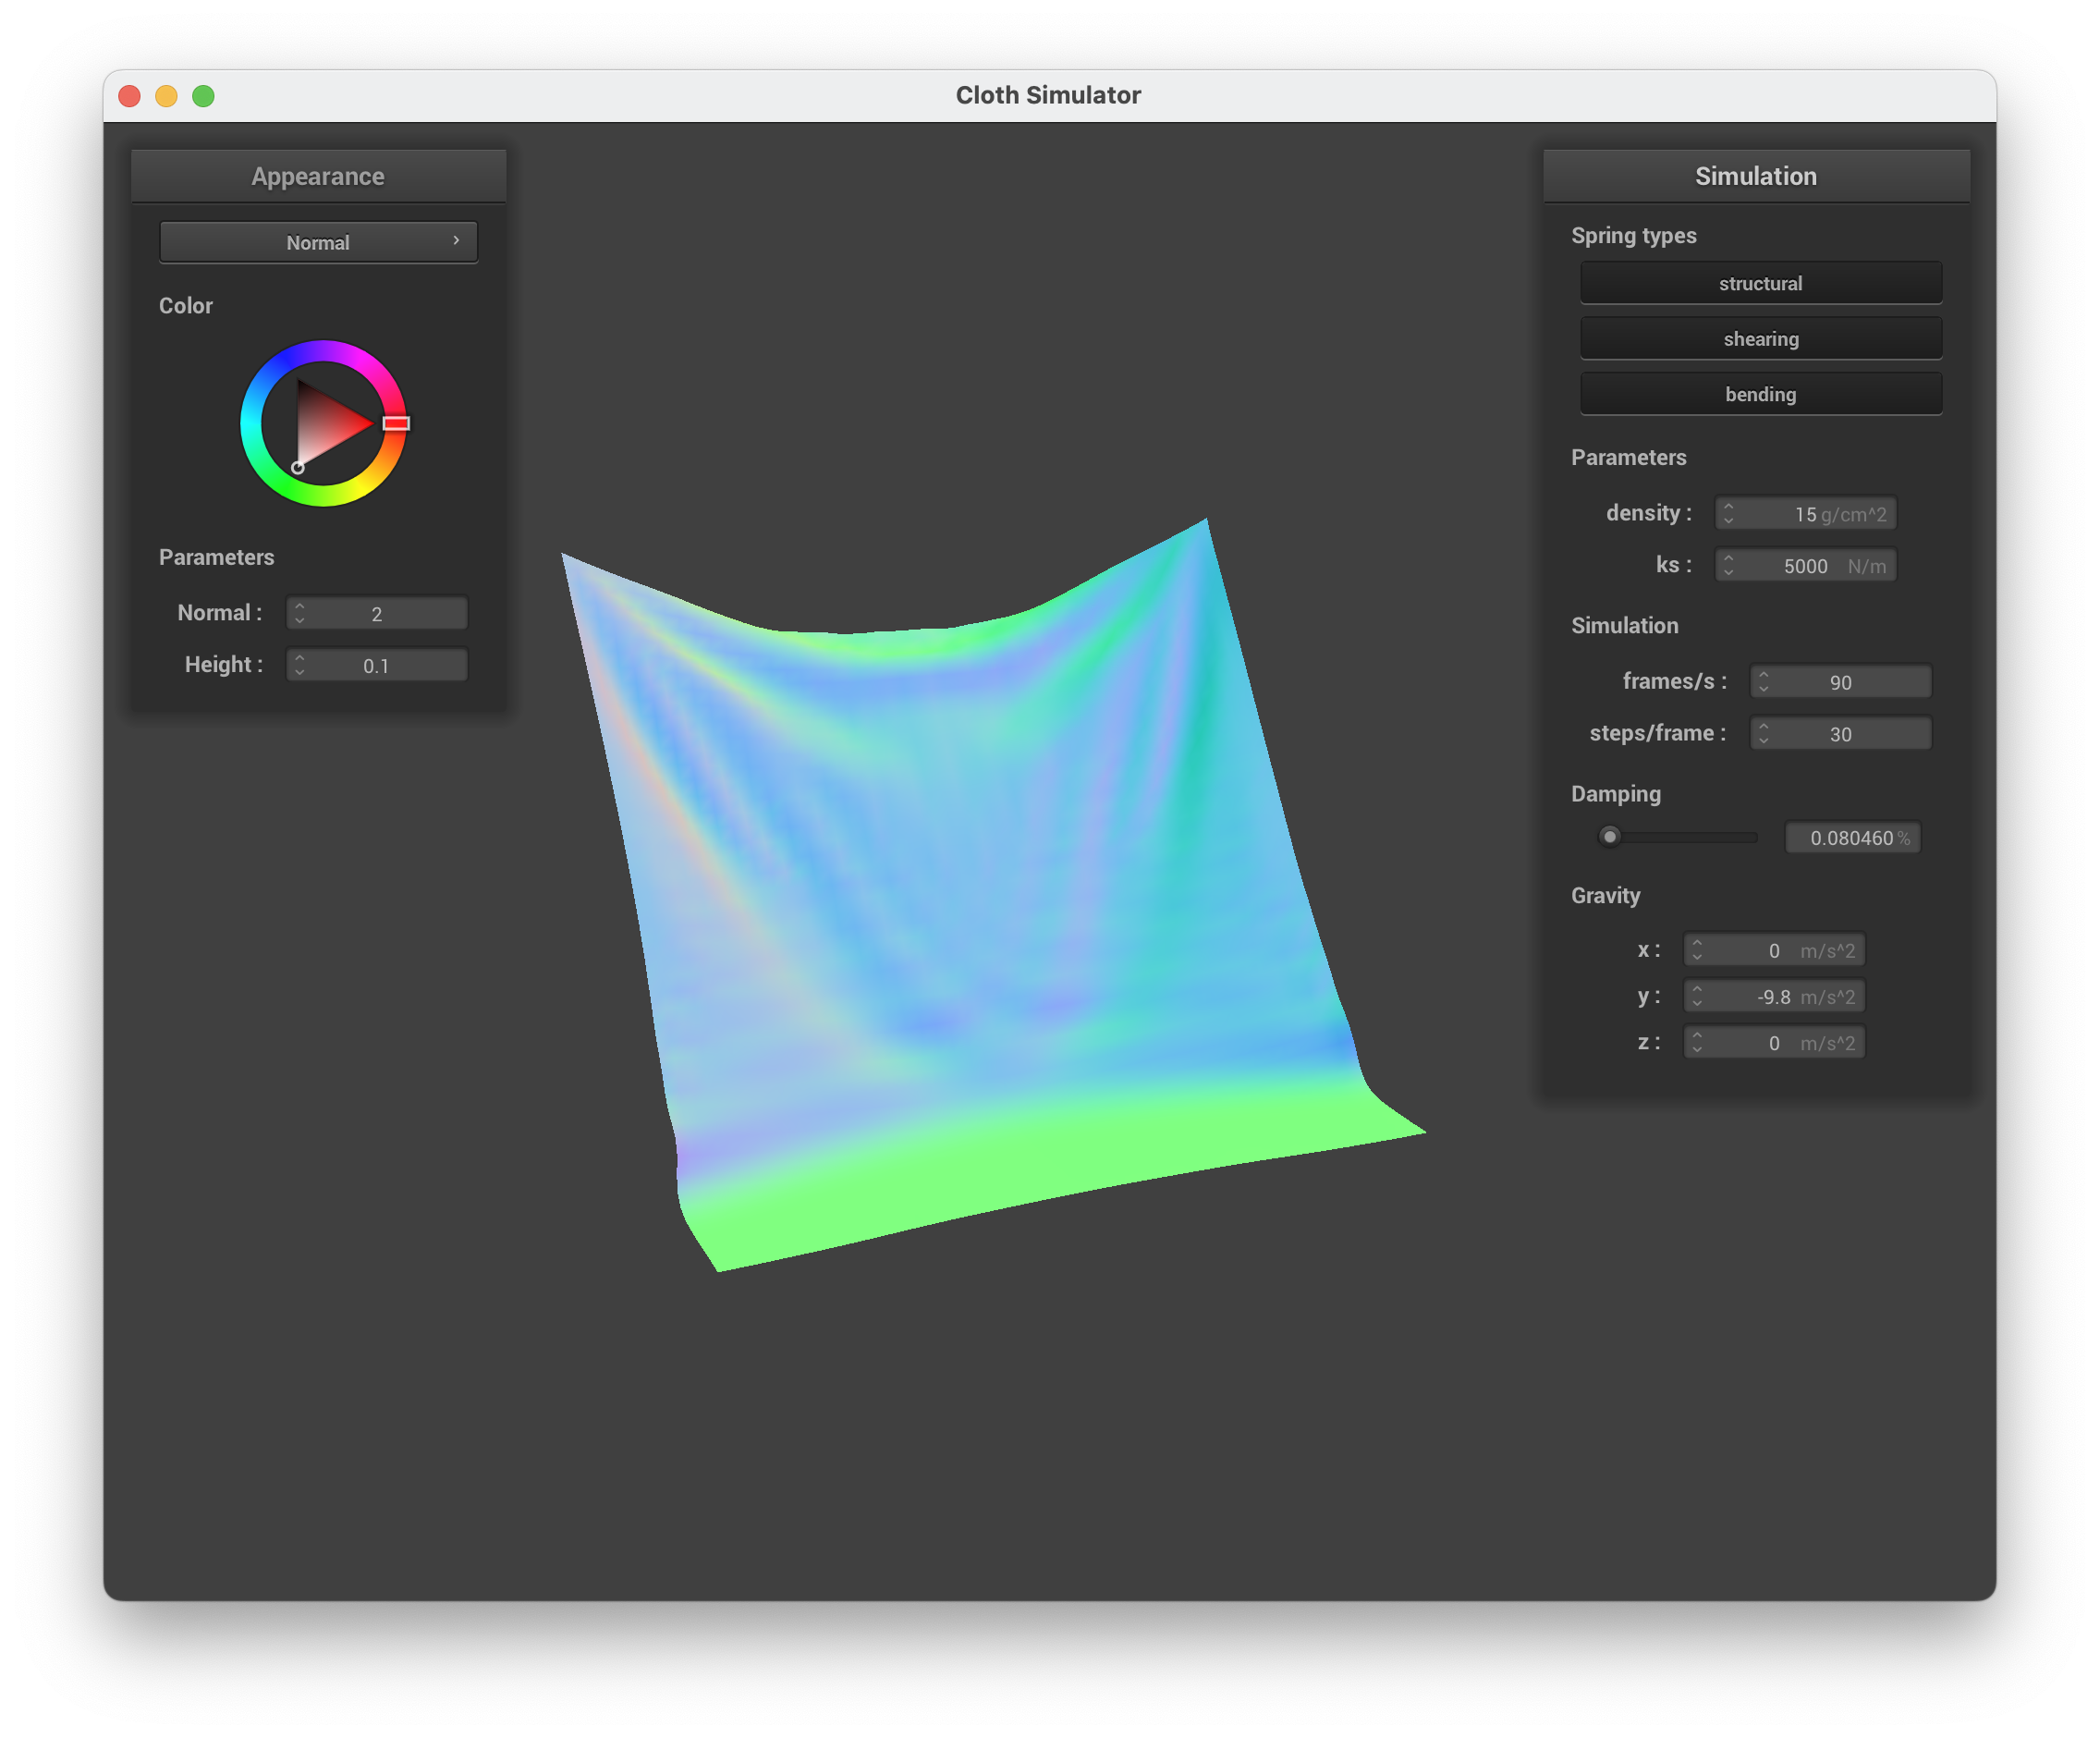 Cloth Simulator
Appearance
Normal
Color
Parameters
Normal : 2
Height : 0.1
Simulation
Spring types
structural
shearing
bending
Parameters
density : 15 g/cm^2
ks : 5000 N/m
Simulation
frames/s : 90
steps/frame : 30
Damping
0.080460 %
Gravity
x : 0 m/s^2
y : -9.8 m/s^2
z : 0 m/s^2